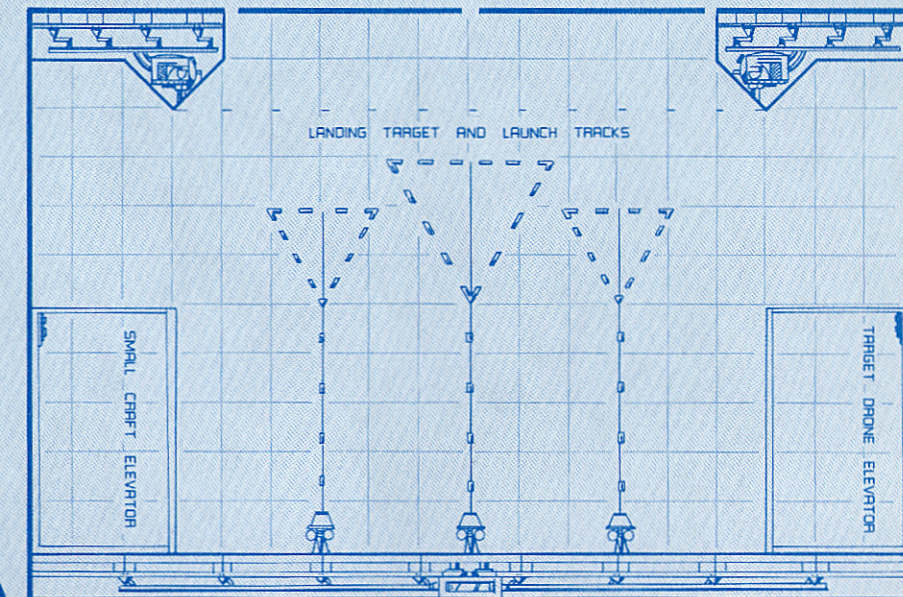 LANDING TARGET AND LAUNCH TRACKS
SMALL CRAFT ELEVATOR
TARGET DRONE ELEVATOR